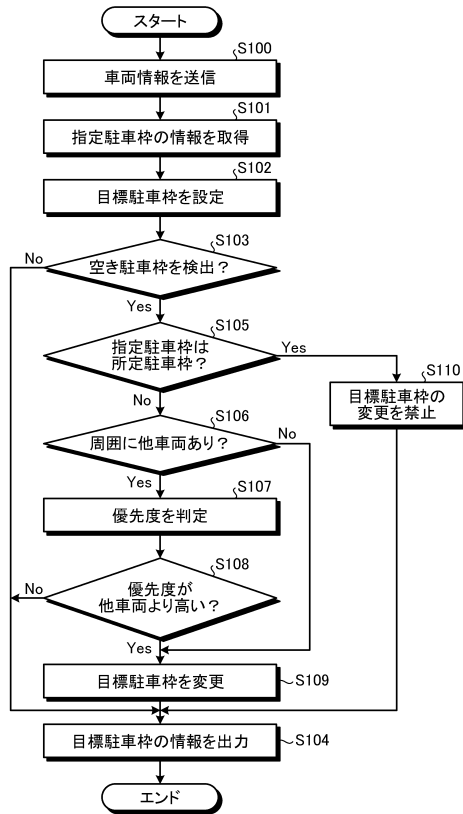 スタート
S100
車両情報を送信
S101
指定駐車枠の情報を取得
S102
目標駐車枠を設定
S103
空き駐車枠を検出？
No
Yes
S105
指定駐車枠は
所定駐車枠？
Yes
No
S110
目標駐車枠の
変更を禁止
S106
周囲に他車両あり？
No
Yes
S107
優先度を判定
S108
優先度が
他車両より高い？
No
Yes
目標駐車枠を変更
S109
目標駐車枠の情報を出力
S104
エンド